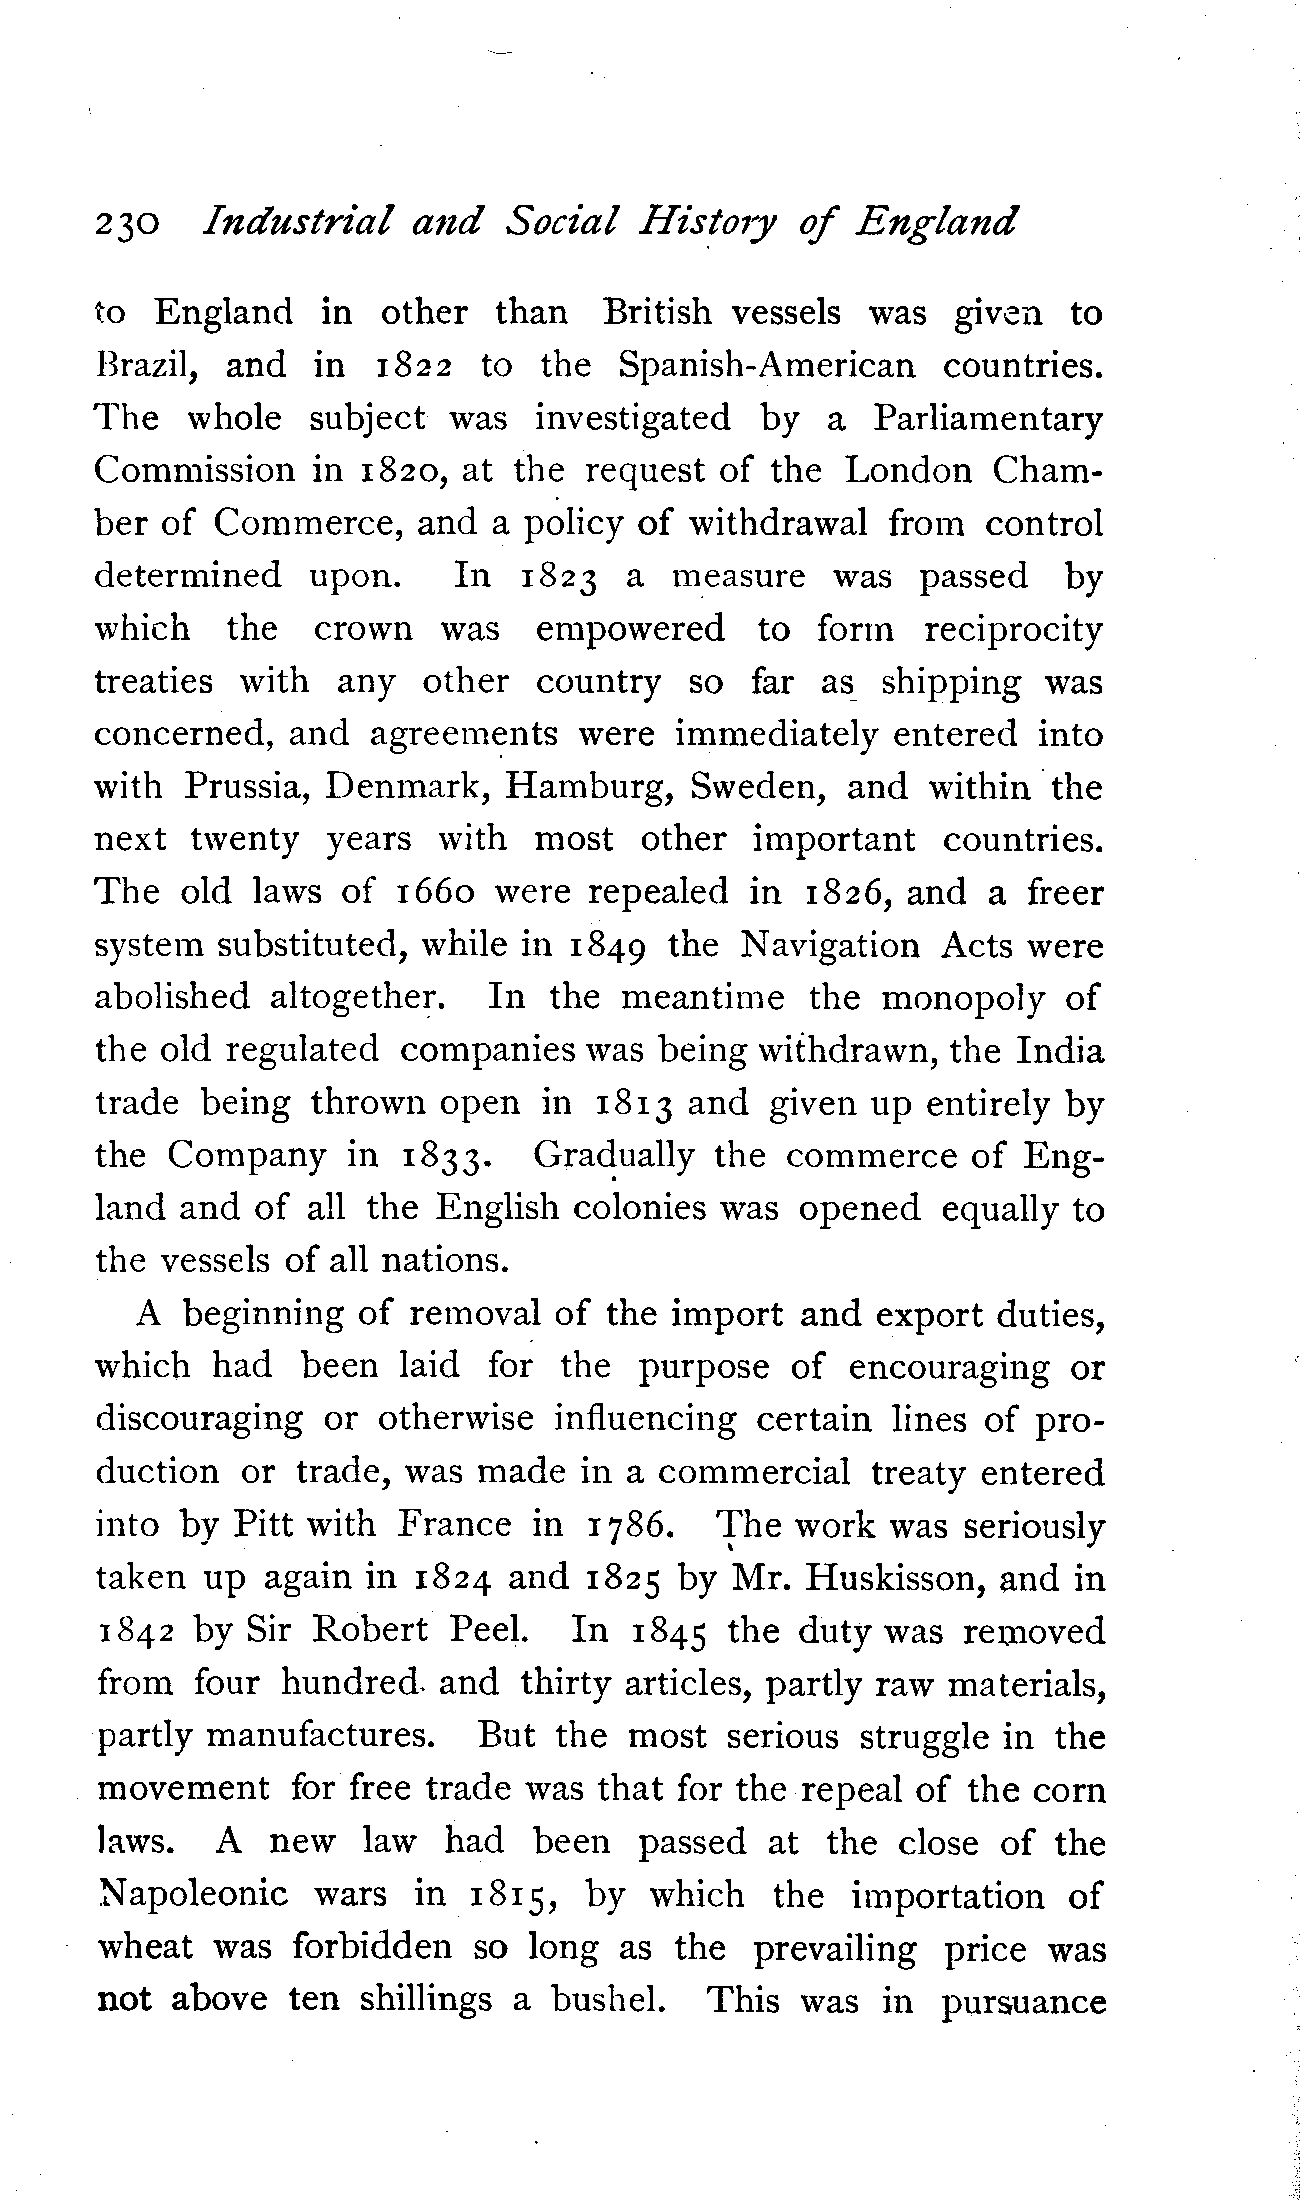 230 Industrial and Social History of England
to England in other than British vessels was given to
Brazil, and in 1822 to the Spanish-American countries.
The whole subject was investigated by a Parliamentary
Commission in 1820, at the request of the London Cham-
ber of Commerce, and a policy of withdrawal from control
determined upon. In 1823 a measure was passed by
which the crown was empowered to form reciprocity
treaties with any other country so far as shipping was
concerned, and agreements were immediately entered into
with Prussia, Denmark, Hamburg, Sweden, and within the
next twenty years with most other important countries.
The old laws of 1660 were repealed in 1826, and a freer
system substituted, while in 1849 the Navigation Acts were
abolished altogether. In the meantime the monopoly of
the old regulated companies was being withdrawn, the India
trade being thrown open in 1813 and given up entirely by
the Company in 1833. Gradually the commerce of Eng-
land and of all the English colonies was opened equally to
the vessels of all nations.
A beginning of removal of the import and export duties,
which had been laid for the purpose of encouraging or
discouraging or otherwise influencing certain lines of pro-
duction or trade, was made in a commercial treaty entered
into by Pitt with France in 1786. The work was seriously
taken up again in 1824 and 1825 by Mr. Huskisson, and in
1842 by Sir Robert Peel. In 1845 the duty was removed
from four hundred and thirty articles, partly raw materials,
partly manufactures. But the most serious struggle in the
movement for free trade was that for the repeal of the corn
laws. A new law had been passed at the close of the
Napoleonic wars in 1815, by which the importation of
wheat was forbidden so long as the prevailing price was
not above ten shillings a bushel. This was in pursuance